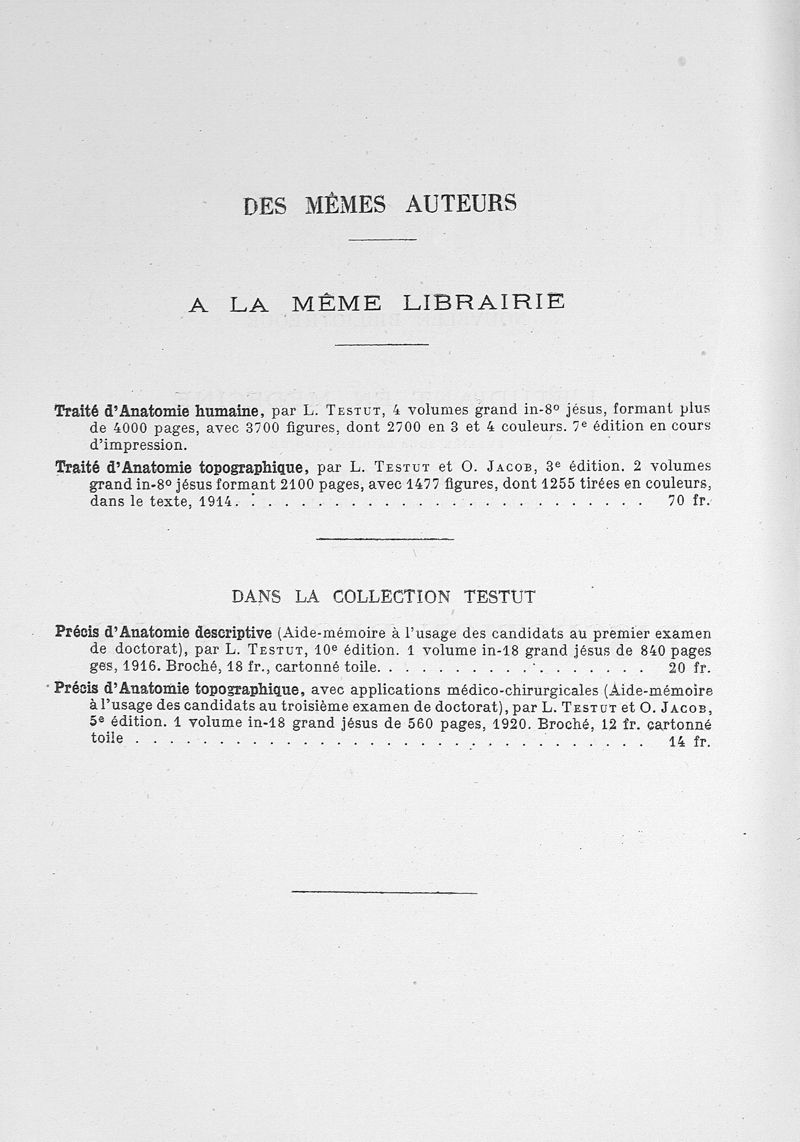 DES MÊMES AUTEURS
A LA MÊME LIBRAIRIE
Traité d'Anatomie humaine, par L. TESTUT, 4 volumes grand in-8º jésus, formant plus
de 4000 pages, avec 3700 figures, dont 2700 en 3 et 4 couleurs. 7e édition en cours
d'impression.
Traité d'Anatomie topographique, par L. TESTUT et O. JACOB, 3e édition. 2 volumes
grand in-8º jésus formant 2100 pages, avec 1477 figures, dont 1255 tirées en couleurs,
dans le texte, 1914. . . . . . . . . . . . . . . . . . . . . . . . 70 fr.
DANS LA COLLECTION TESTUT
Précis d'Anatomie descriptive (Aide-mémoire à l'usage des candidats au premier examen
de doctorat), par L. TESTUT, 10e édition. 1 volume in-18 grand jésus de 840 pages
ges, 1916. Broché, 18 fr., cartonné toile. . . . . . . . . . . . . . . . 20 fr.
Précis d'Anatomie topographique, avec applications médico-chirurgicales (Aide-mémoire
à l'usage des candidats au troisième examen de doctorat), par L. TESTUT et O. JACOB,
5e édition. 1 volume in-18 grand jésus de 560 pages, 1920. Broché, 12 fr. cartonné
toile . . . . . . . . . . . . . . . . . . . . . . . . . . . . . 14 fr.